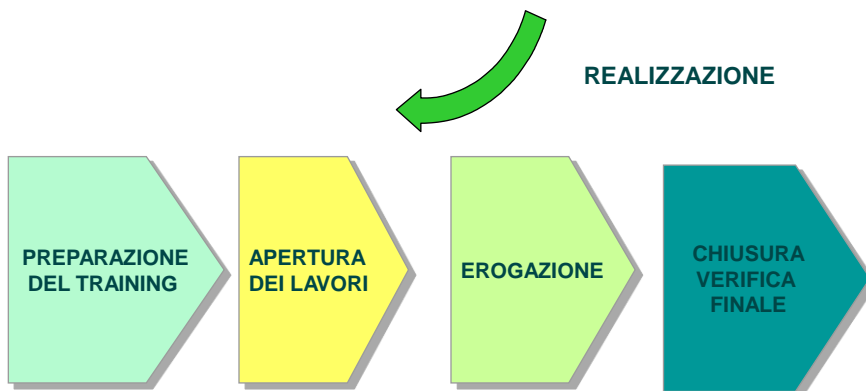 REALIZZAZIONE
PREPARAZIONE
DEL TRAINING
APERTURA
DEI LAVORI
EROGAZIONE
CHIUSURA
VERIFICA
FINALE